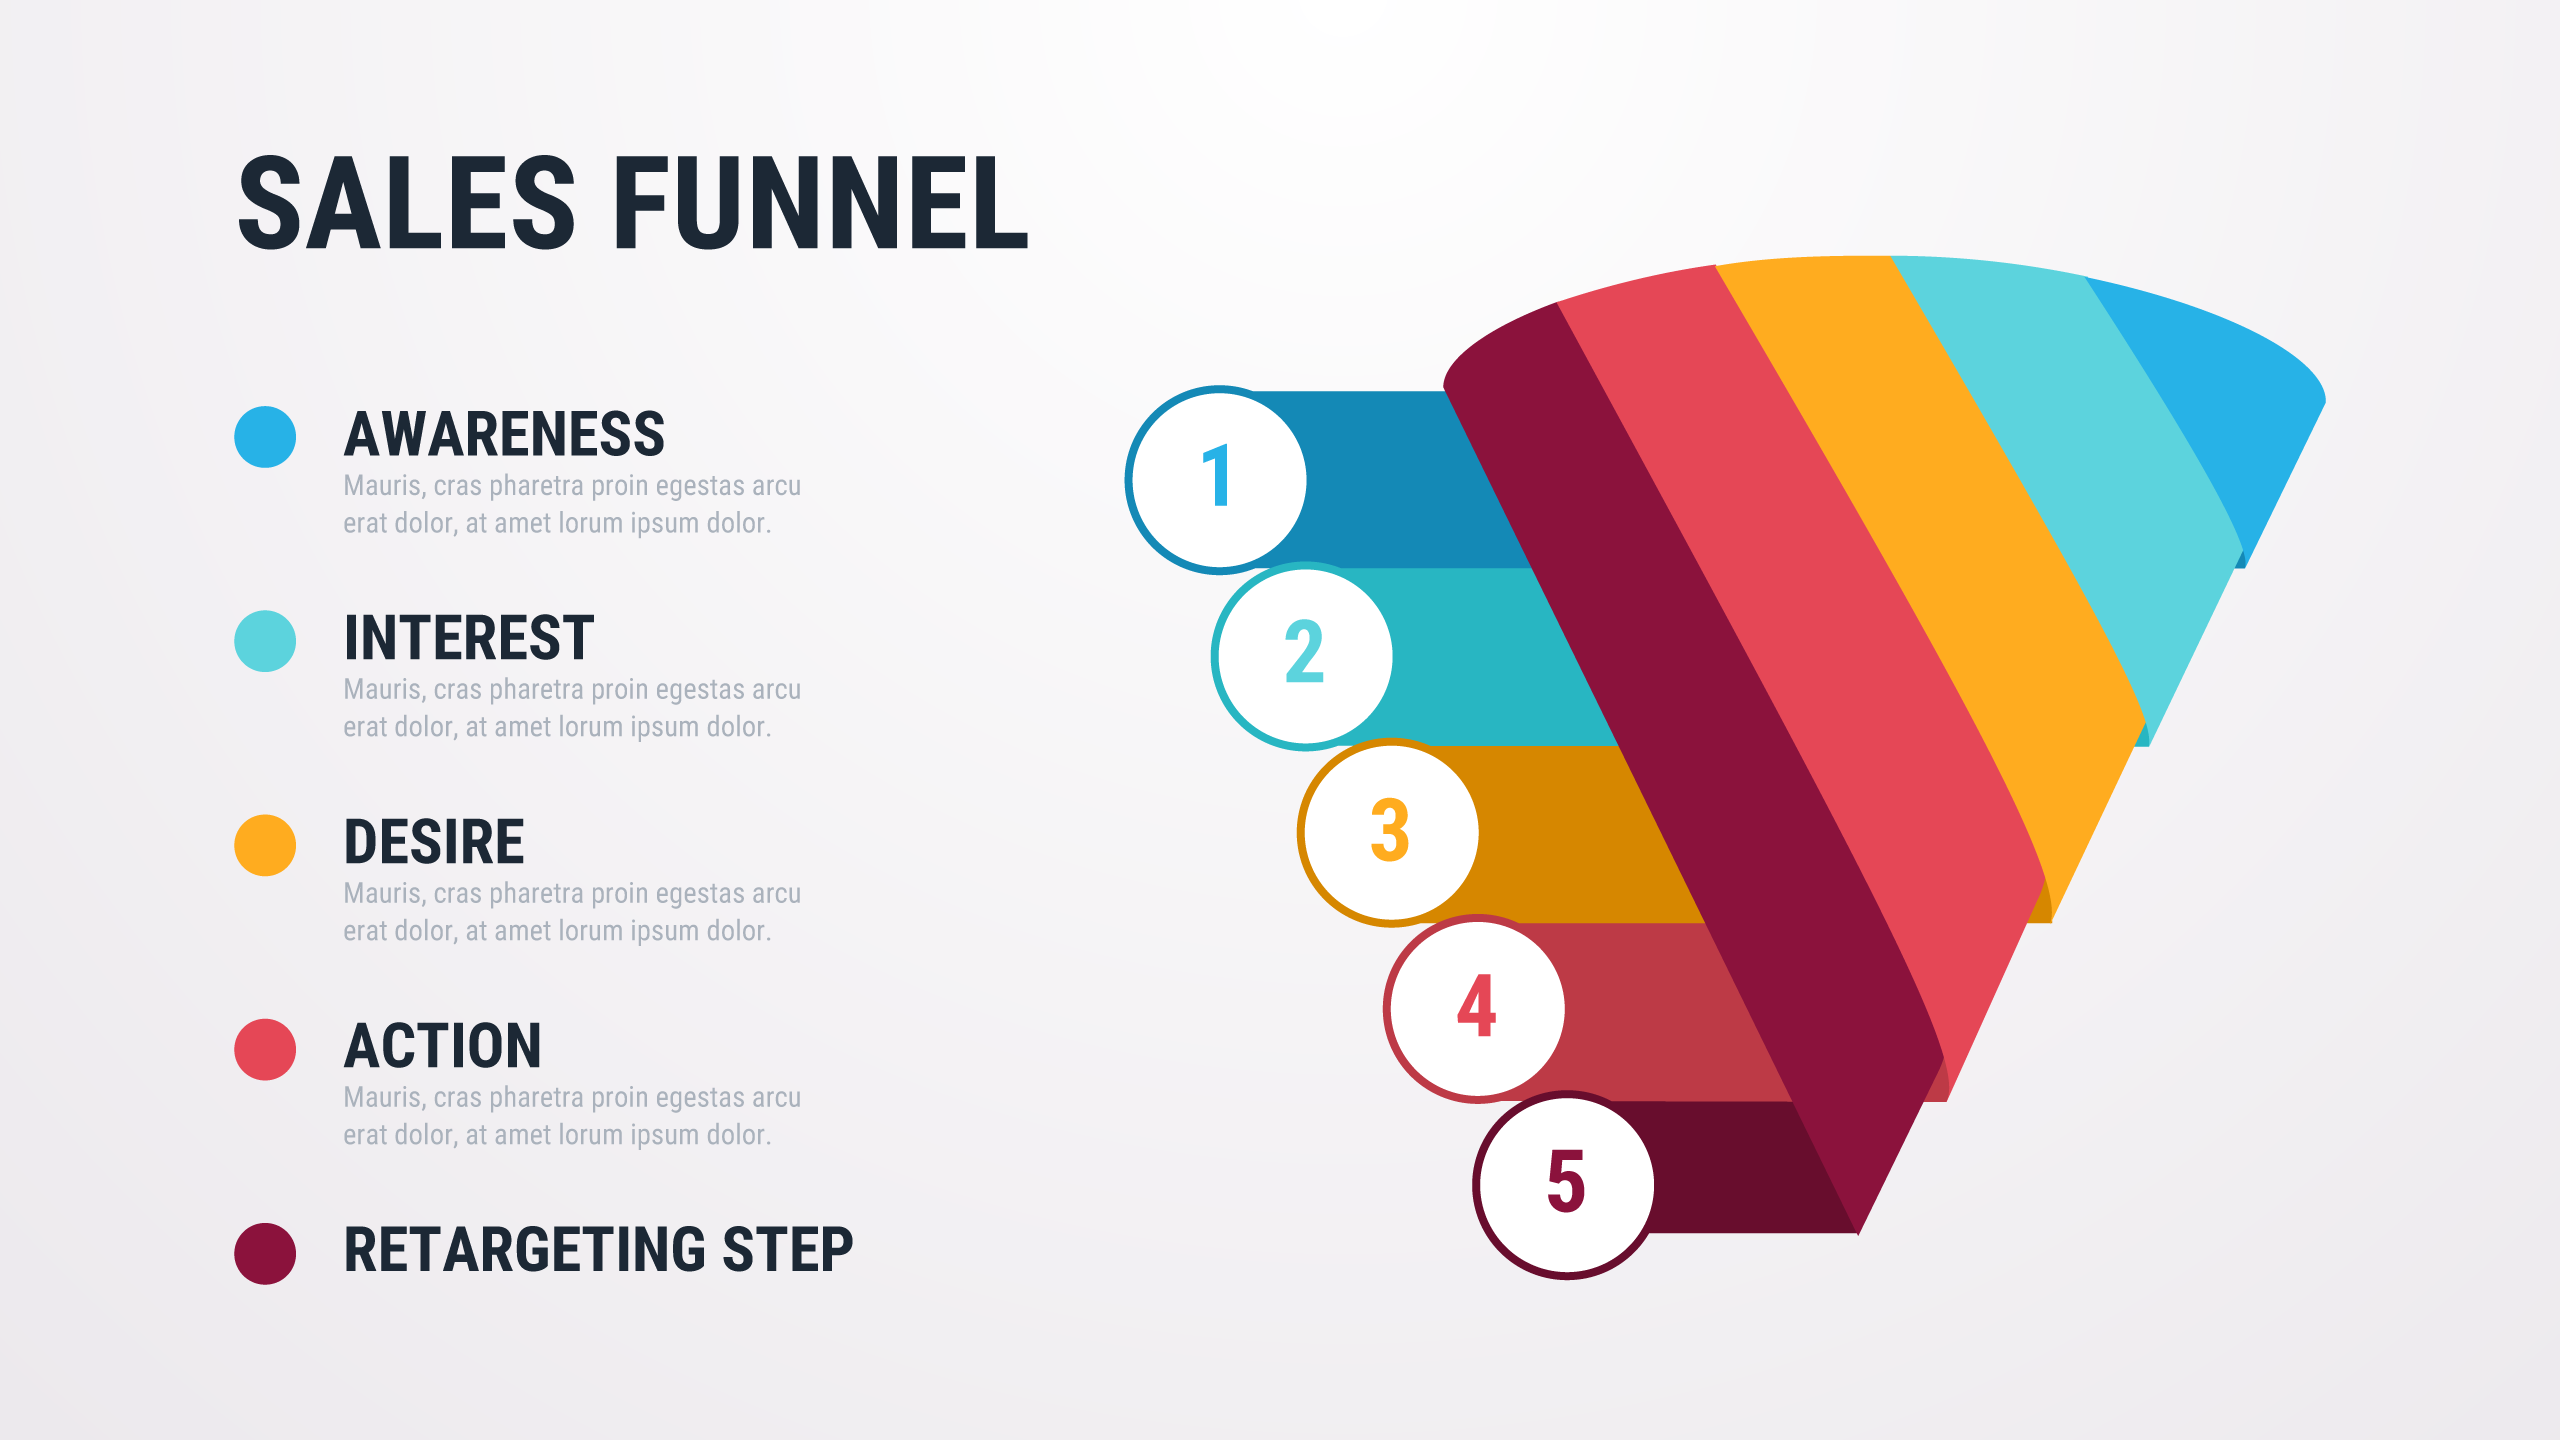 SALES FUNNEL
AWARENESS
Mauris, cras pharetra proin egestas arcu
erat dolor, at amet lorum ipsum dolor.
INTEREST
Mauris, cras pharetra proin egestas arcu
erat dolor, at amet lorum ipsum dolor.
DESIRE
Mauris, cras pharetra proin egestas arcu
erat dolor, at amet lorum ipsum dolor.
ACTION
Mauris, cras pharetra proin egestas arcu
erat dolor, at amet lorum ipsum dolor.
RETARGETING STEP
1
2
3
4
5